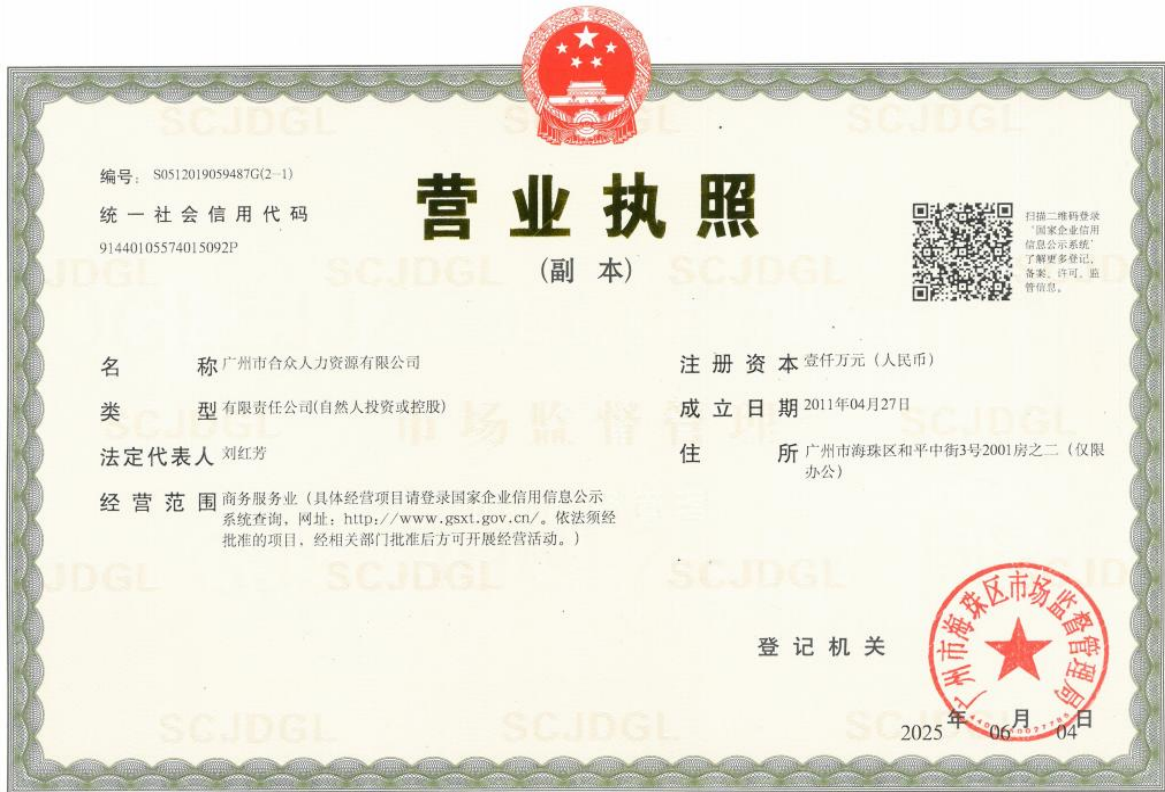 编号： S0512019059487G(2-1)
统一社会信用代码
91440105574015092P
营业执照
(副 本)
扫描二维码登录
‘国家企业信用
信息公示系统’
了解更多登记、
备案、许可、监
管信息。
名 称 广州市合众人力资源有限公司
类 型 有限责任公司(自然人投资或控股)
法定代表人 刘红芳
经营范围 商务服务业（具体经营项目请登录国家企业信用信息公示
系统查询，网址：http://www.gsxt.gov.cn/。依法须经
批准的项目，经相关部门批准后方可开展经营活动。）
注册资本 壹仟万元（人民币）
成立日期 2011年04月27日
住 所 广州市海珠区和平中街3号2001房之二（仅限
办公）
登记机关
广州市海珠区市场监督管理局
2025 年 06 月 04 日
SCJDGL
市场监督管理